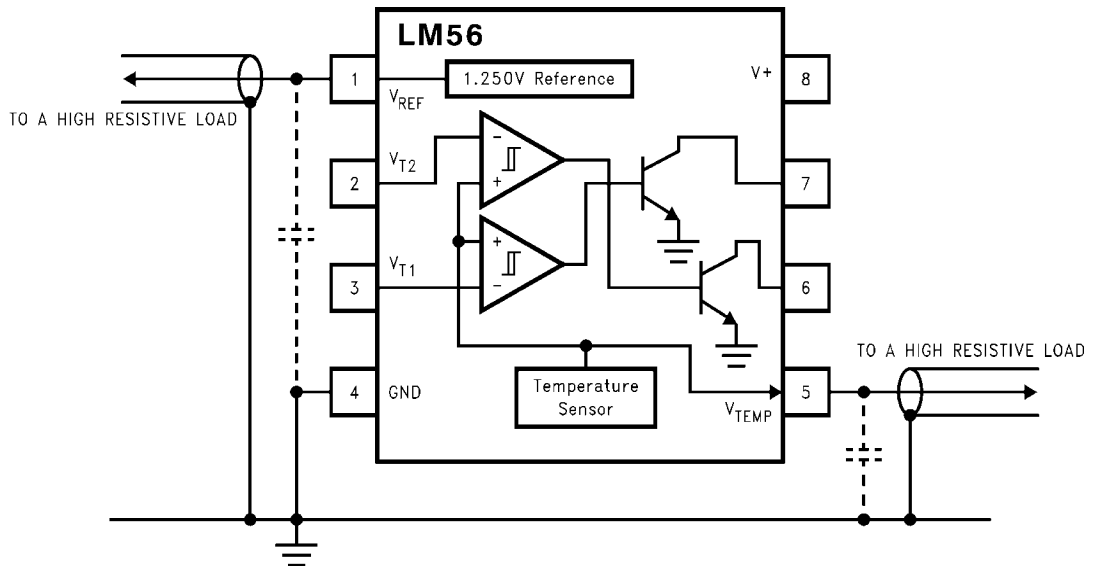 LM56
1 1.250V Reference V+ 8
VREF
TO A HIGH RESISTIVE LOAD
VT2 −
2 + 7
VT1 +
3 − 6
TO A HIGH RESISTIVE LOAD
4 GND Temperature 5
Sensor VTEMP